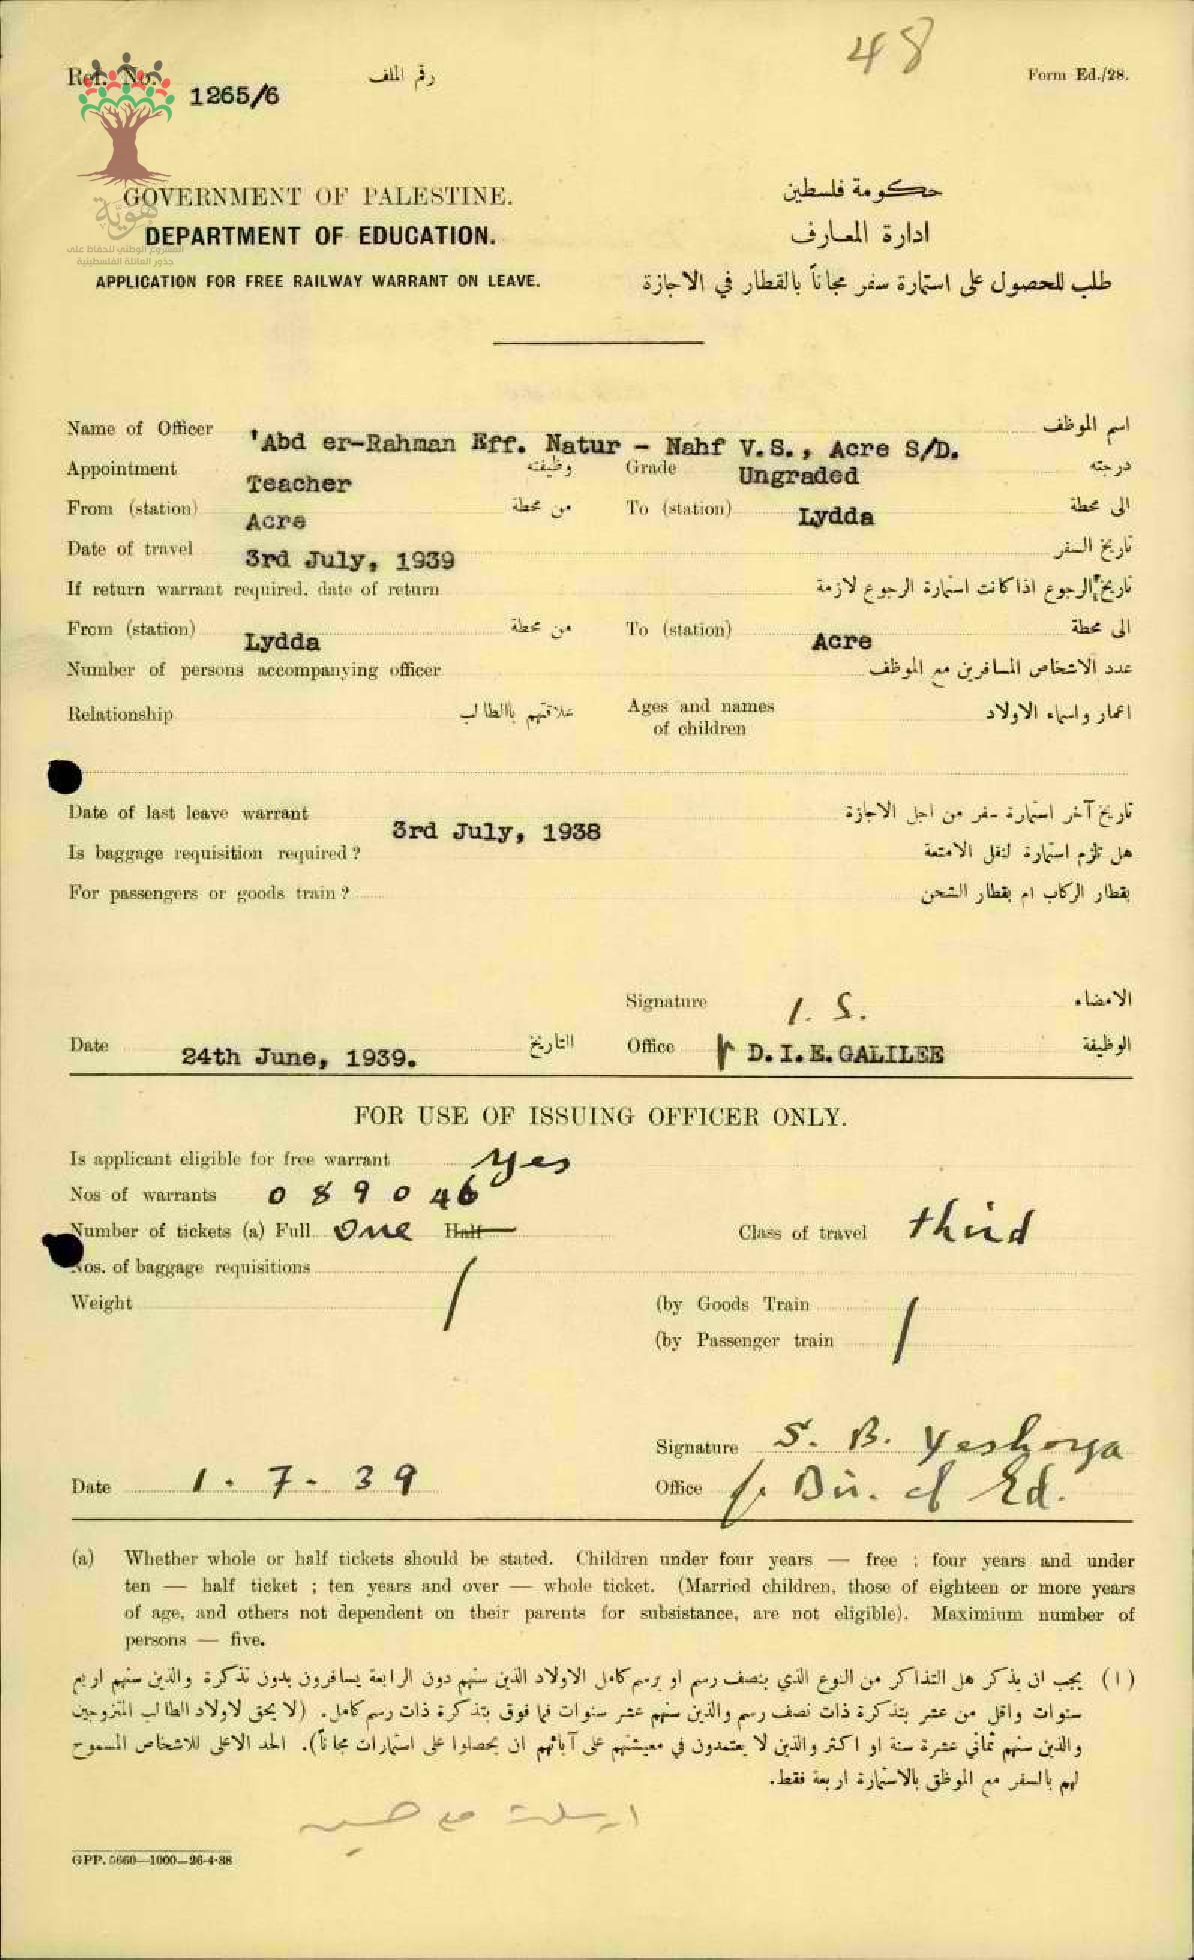 48
Ref. No. 1265/6 رقم الملف
Form Ed./28.
هوية
المشروع الوطني للحفاظ على
جذور العائلة الفلسطينية
GOVERNMENT OF PALESTINE. حكومة فلسطين
DEPARTMENT OF EDUCATION. ادارة المعارف
APPLICATION FOR FREE RAILWAY WARRANT ON LEAVE. طلب للحصول على استمارة سفر مجاناً بالقطار في الاجازة
Name of Officer 'Abd er-Rahman Eff. Natur - Nahf V.S., Acre S/D. اسم الموظف
Appointment Teacher وظيفته Grade Ungraded درجته
From (station) Acre من محطة To (station) Lydda الى محطة
Date of travel 3rd July, 1939 تاريخ السفر
If return warrant required, date of return تاريخ الرجوع اذا كانت استمارة الرجوع لازمة
From (station) Lydda من محطة To (station) Acre الى محطة
Number of persons accompanying officer عدد الاشخاص المسافرين مع الموظف
Relationship علاقتهم باالطالب Ages and names of children اعمار واسماء الاولاد
Date of last leave warrant 3rd July, 1938 تاريخ آخر استمارة سفر من اجل الاجازة
Is baggage requisition required? هل تلزم استمارة لنقل الامتعة
For passengers or goods train? بقطار الركاب ام بقطار الشحن
Signature I. S. الامضاء
Date 24th June, 1939. التاريخ Office D.I.E. GALILEE الوظيفة
FOR USE OF ISSUING OFFICER ONLY.
Is applicant eligible for free warrant yes
Nos of warrants 089046
Number of tickets (a) Full one Half Class of travel third
Nos. of baggage requisitions
Weight (by Goods Train
(by Passenger train
Signature S. B. Yeshaya
Date 1.7.39 Office f. Dir. of Ed.
(a) Whether whole or half tickets should be stated. Children under four years — free ; four years and under
ten — half ticket ; ten years and over — whole ticket. (Married children, those of eighteen or more years
of age, and others not dependent on their parents for subsistance, are not eligible). Maximium number of
persons — five.
(ا) يجب ان يذكر هل التذاكر من النوع الذي بنصف رسم او برسم كامل الاولاد الذين سنهم دون الرابعة يسافرون بدون تذكرة والذين سنهم اربع
سنوات واقل من عشر بتذكرة ذات نصف رسم والذين سنهم عشر سنوات فما فوق بتذكرة ذات رسم كامل. (لا يحق لاولاد الطالب المتزوجين
والذين سنهم ثماني عشرة سنة او اكثر والذين لا يعتمدون في معيشتهم على آبائهم ان يحصلوا على استمارات مجاناً). الحد الاعلى للاشخاص المسموح
لهم بالسفر مع الموظق بالاستمارة اربعة فقط.
ارسلت مع
GPP. 5660—1000—26-4-38